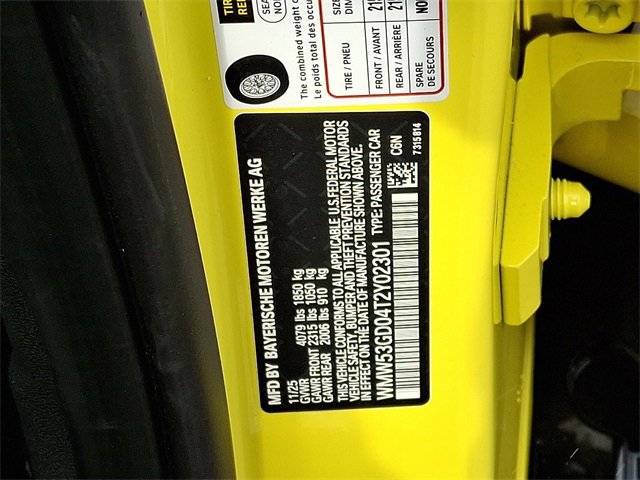 TIRE
SEA
NO
The combined weight o
Le poids total des occu
SIZE
TIRE / PNEU
FRONT / AVANT
REAR / ARRIÈRE
SPARE
DE SECOURS
MFD BY BAYERISCHE MOTOREN WERKE AG
11/25
GVWR 4079 lbs 1850 kg
GAWR FRONT 2315 lbs 1050 kg
GAWR REAR 2006 lbs 910 kg
THIS VEHICLE CONFORMS TO ALL APPLICABLE U.S. FEDERAL MOTOR
VEHICLE SAFETY, BUMPER AND THEFT PREVENTION STANDARDS
IN EFFECT ON THE DATE OF MANUFACTURE SHOWN ABOVE.
WMW53GD04T2Y02301 TYPE: PASSENGER CAR
C6N
7315814